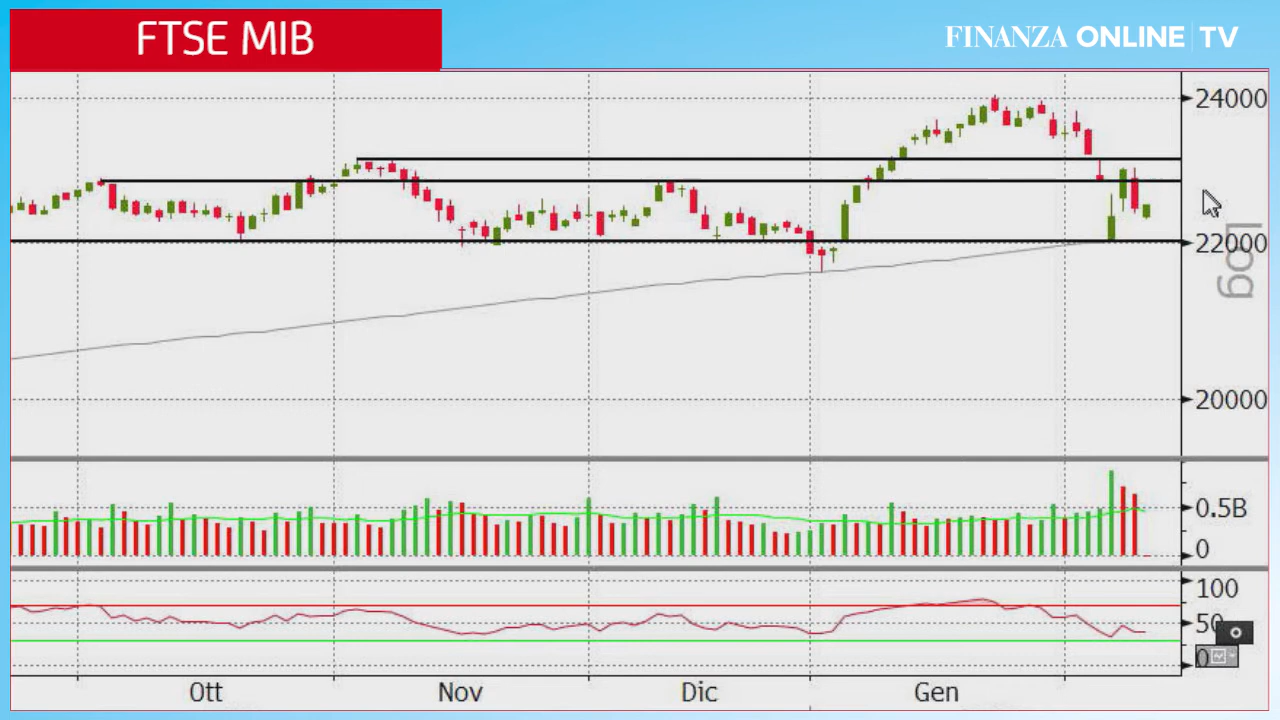 FTSE MIB
FINANZA ONLINE TV
24000
22000
Log
20000
0.5B
0
100
50
0
Ott Nov Dic Gen